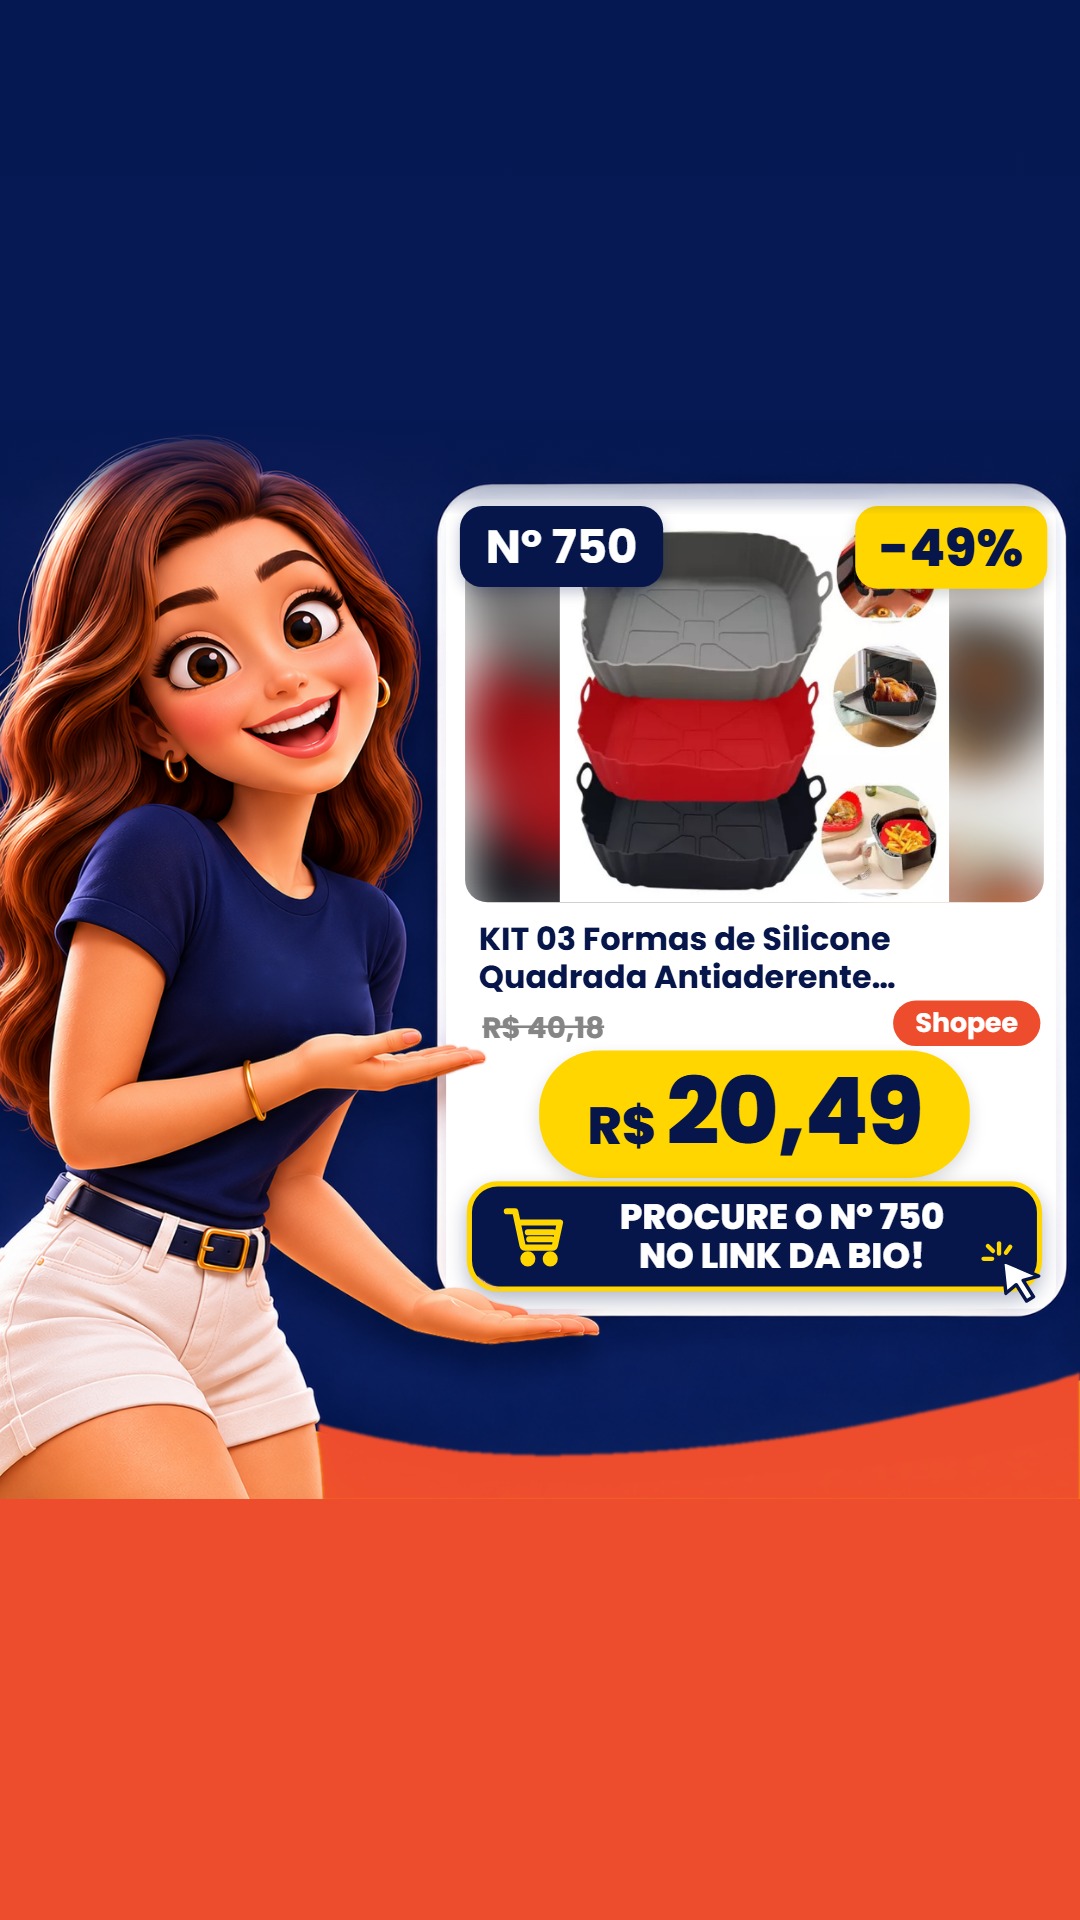 Nº 750
-49%
KIT 03 Formas de Silicone
Quadrada Antiaderente...
R$ 40,18
Shopee
R$ 20,49
PROCURE O Nº 750
NO LINK DA BIO!